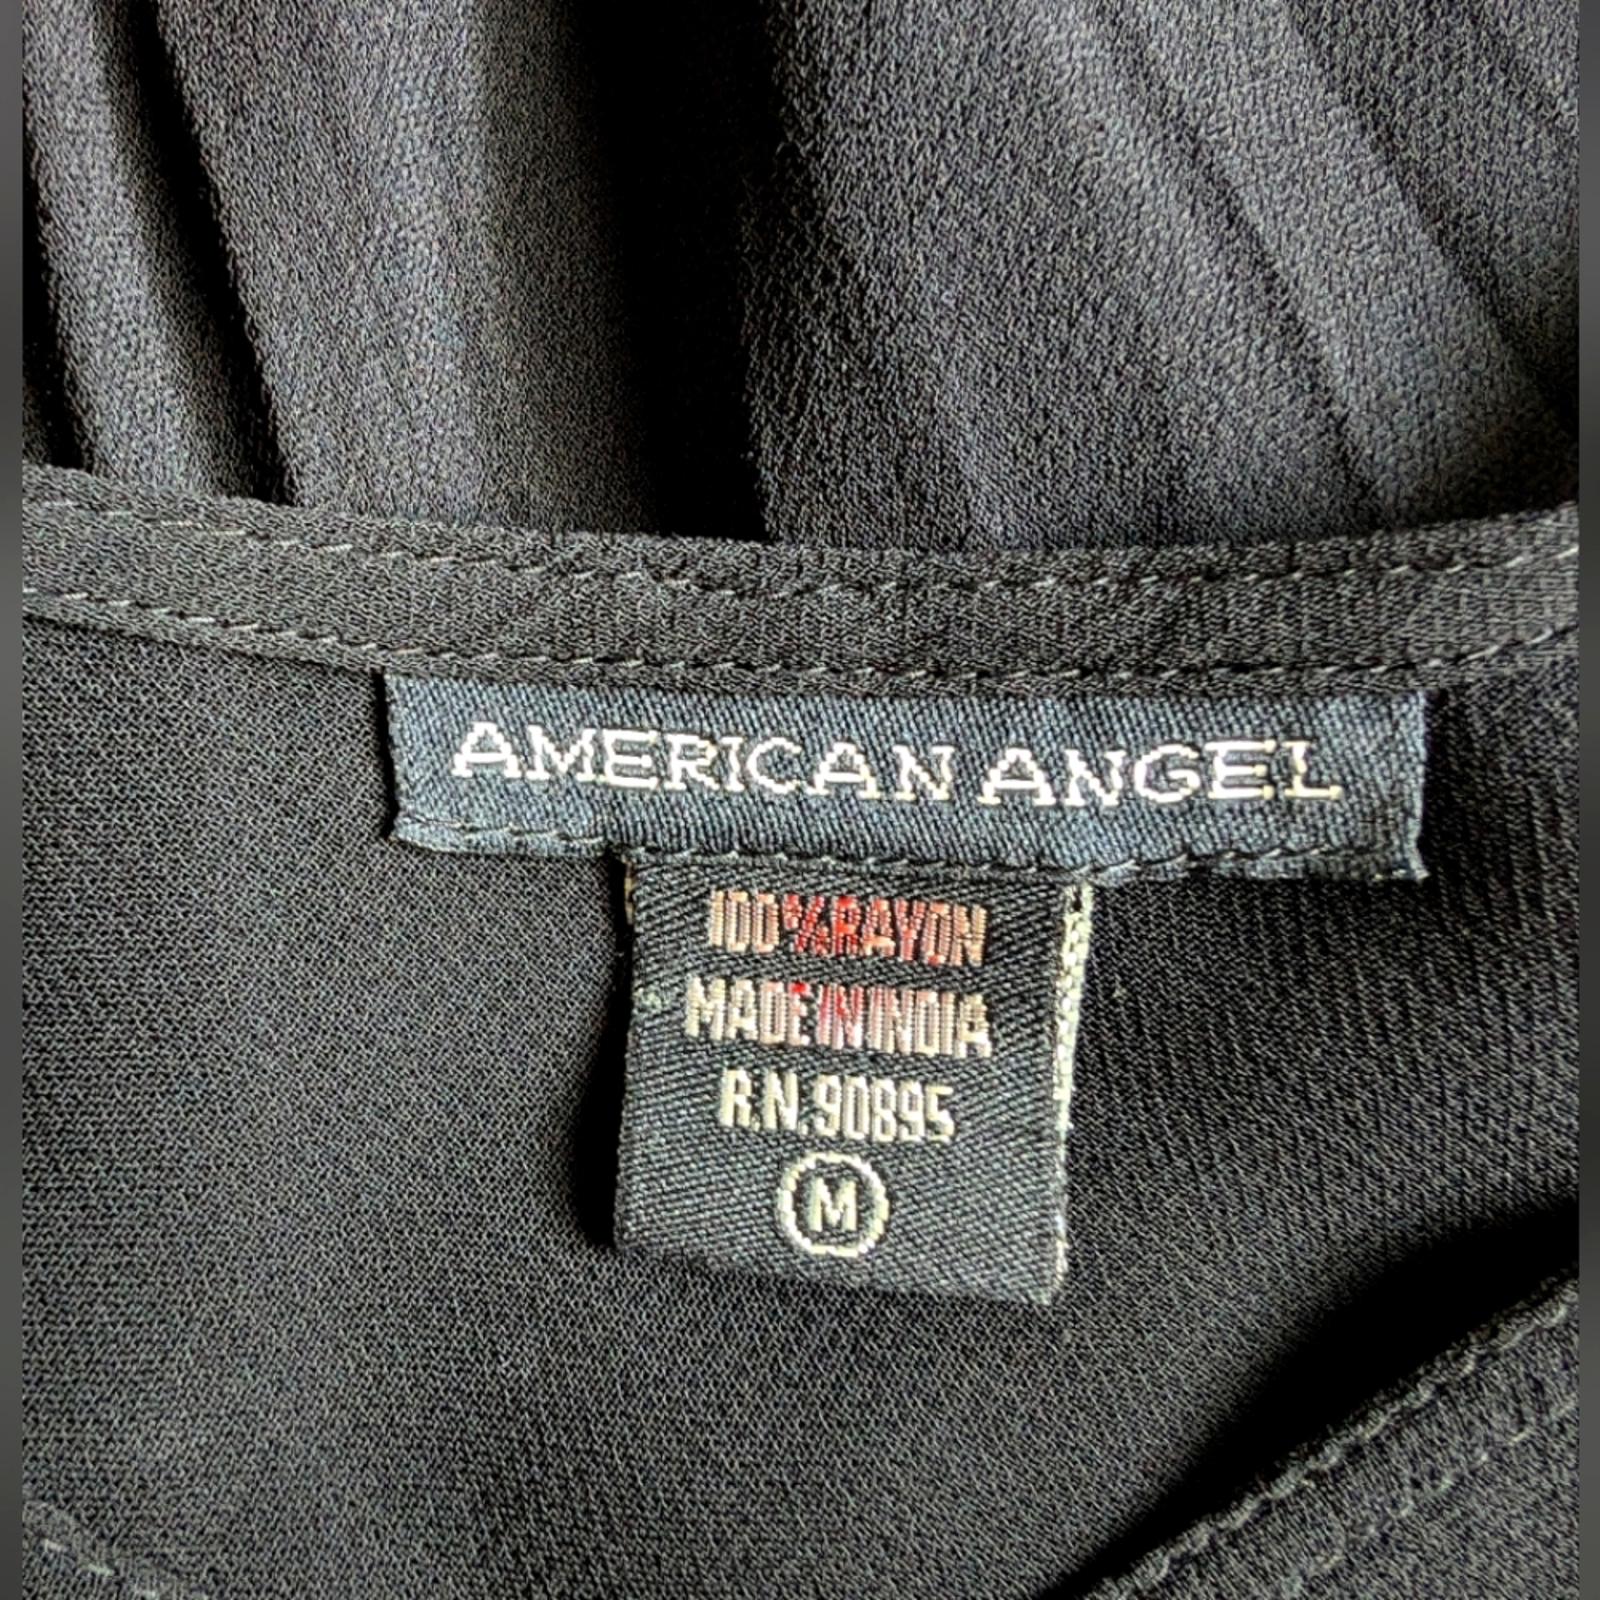 AMERICAN ANGEL
100%RAYON
MADE IN INDIA
R.N.90895
M